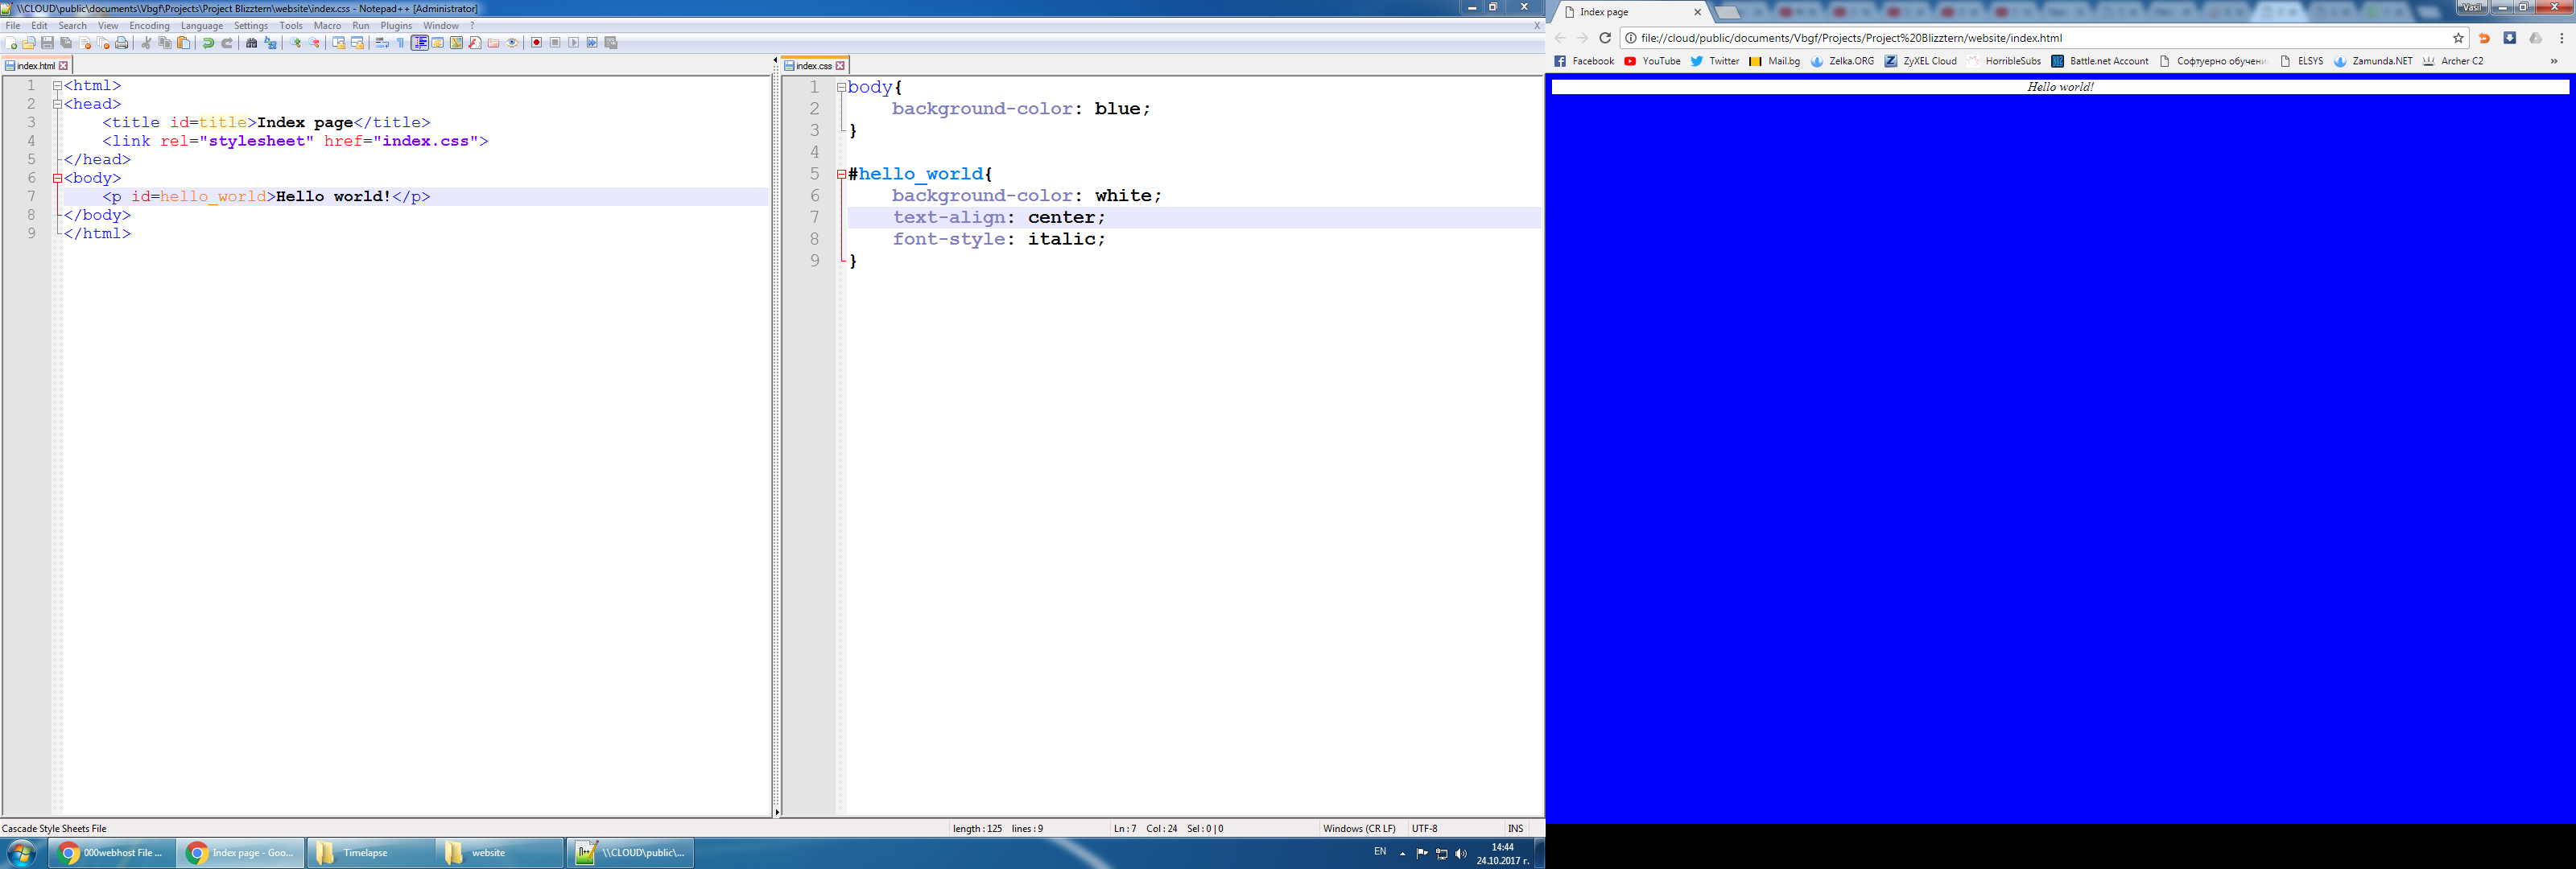 \\CLOUD\public\documents\Vbgf\Projects\Project Blizztern\website\index.css - Notepad++ [Administrator]
File Edit Search View Encoding Language Settings Tools Macro Run Plugins Window ? X
index.html
1 <html>
2 <head>
3 <title id=title>Index page</title>
4 <link rel="stylesheet" href="index.css">
5 </head>
6 <body>
7 <p id=hello_world>Hello world!</p>
8 </body>
9 </html>
index.css
1 body{
2 background-color: blue;
3 }
4
5 #hello_world{
6 background-color: white;
7 text-align: center;
8 font-style: italic;
9 }
Cascade Style Sheets File length : 125 lines : 9 Ln : 7 Col : 24 Sel : 0 | 0 Windows (CR LF) UTF-8 INS
000webhost File ... Index page - Goo... Timelapse website \\CLOUD\public\... EN 14:44
24.10.2017 г.
Index page Vasil
file://cloud/public/documents/Vbgf/Projects/Project%20Blizztern/website/index.html
Facebook YouTube Twitter Mail.bg Zelka.ORG ZyXEL Cloud HorribleSubs Battle.net Account Софтуерно обучени ELSYS Zamunda.NET Archer C2 »
Hello world!